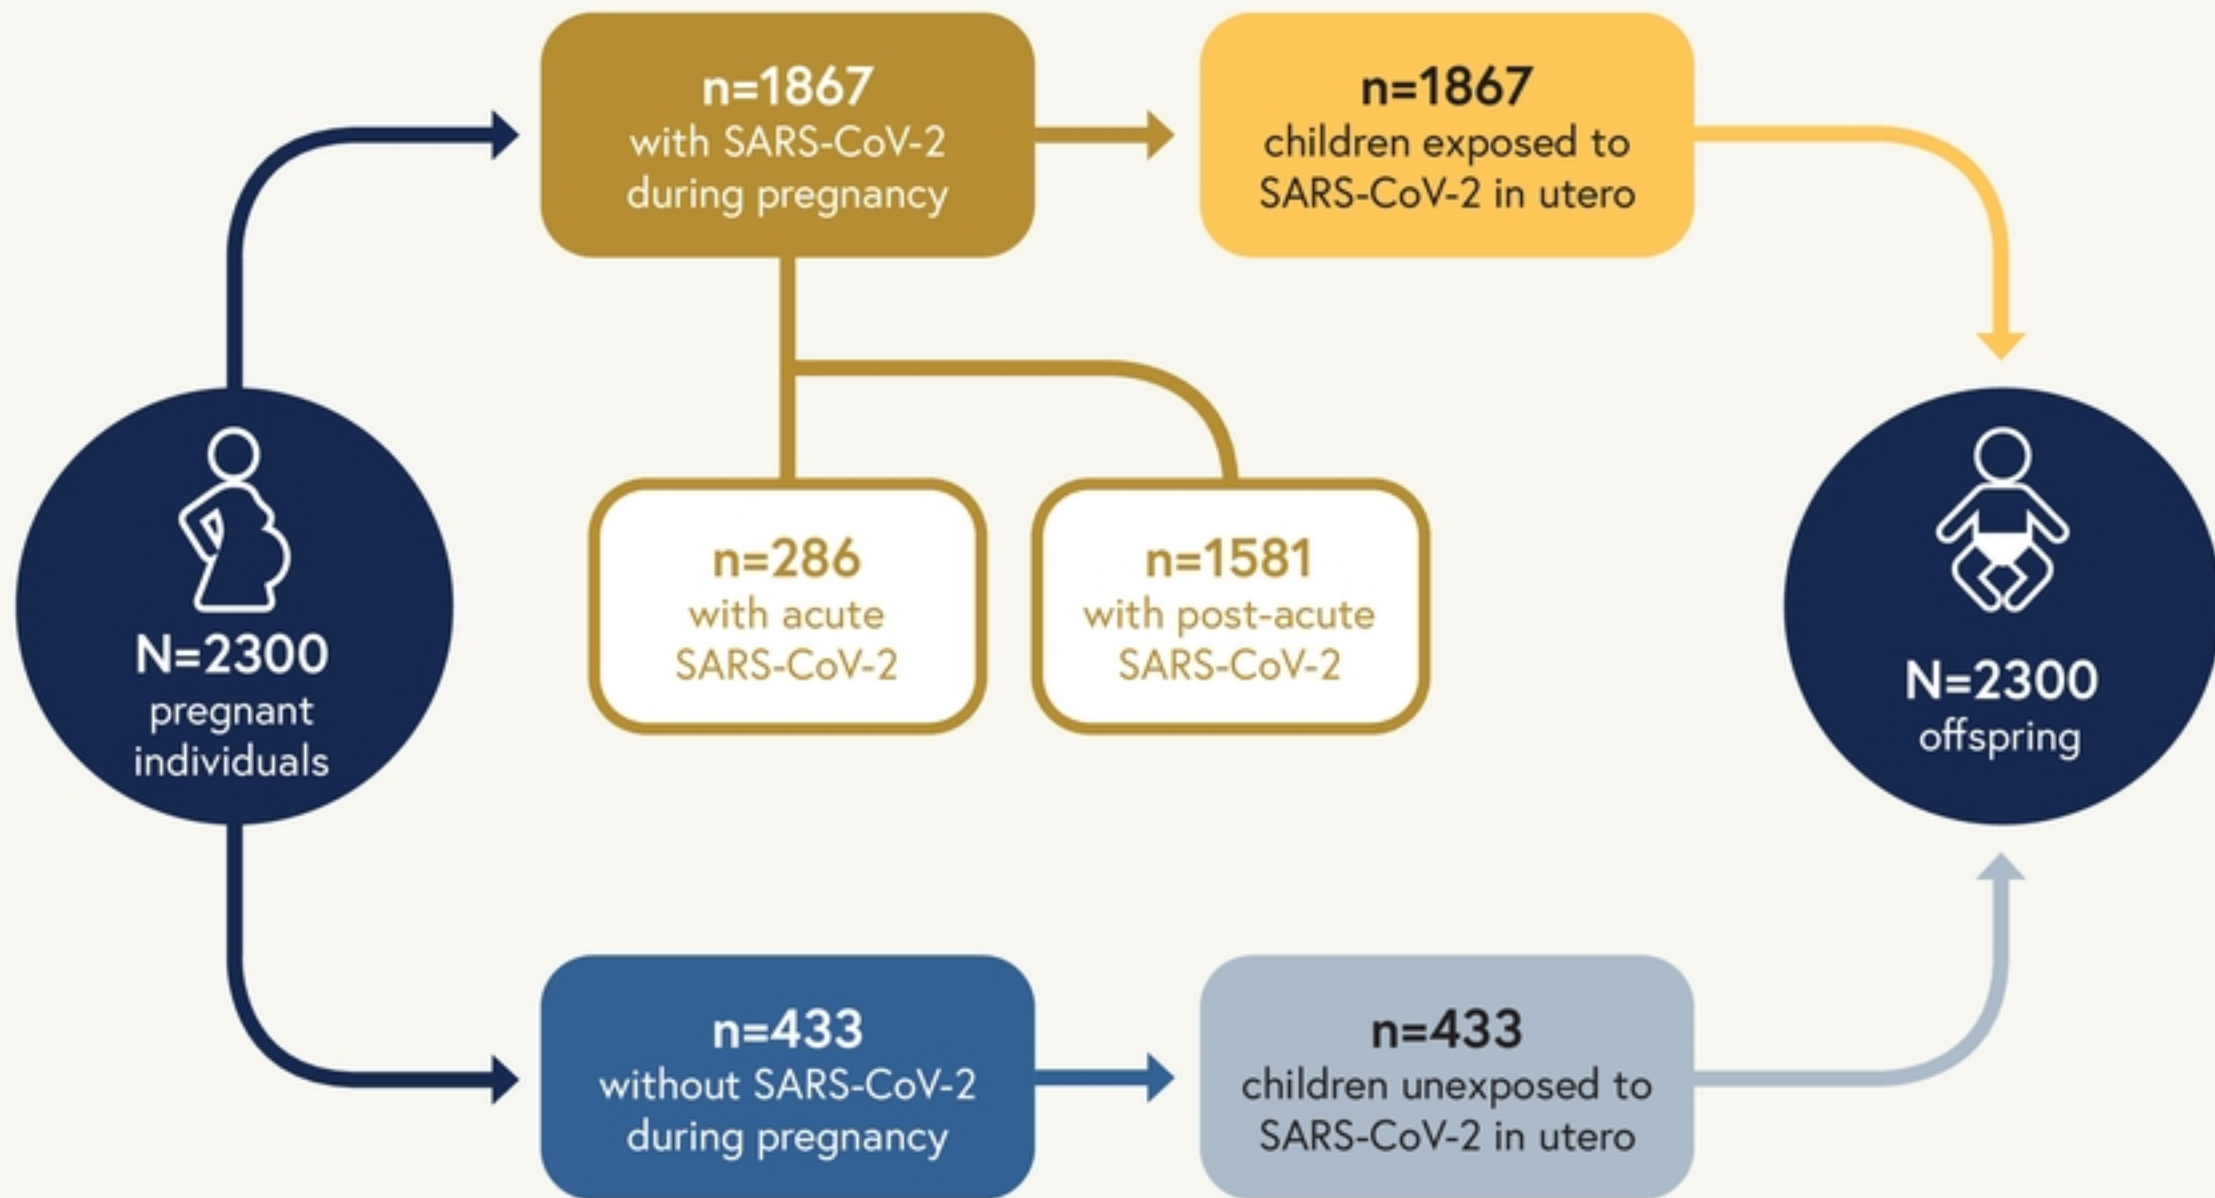 n=1867
with SARS-CoV-2
during pregnancy
n=1867
children exposed to
SARS-CoV-2 in utero
N=2300
pregnant
individuals
n=286
with acute
SARS-CoV-2
n=1581
with post-acute
SARS-CoV-2
N=2300
offspring
n=433
without SARS-CoV-2
during pregnancy
n=433
children unexposed to
SARS-CoV-2 in utero